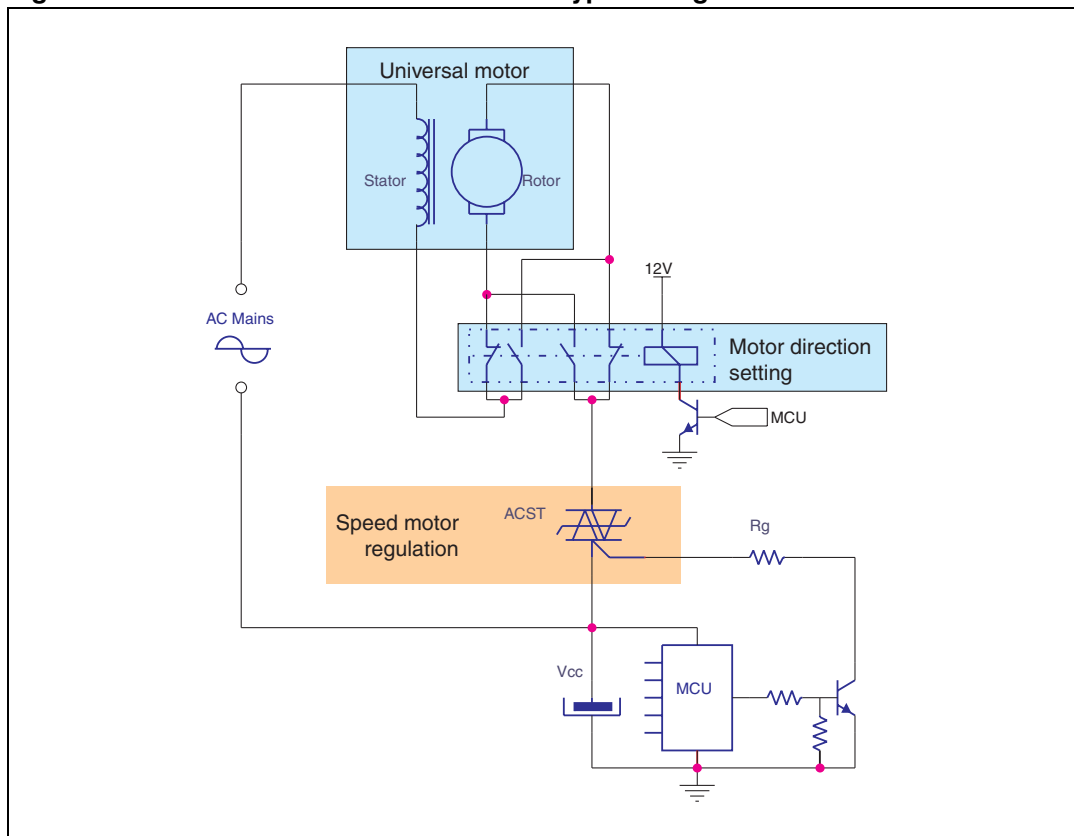 Universal motor
Stator
Rotor
12V
AC Mains
Motor direction
setting
MCU
Speed motor
regulation
ACST
Rg
Vcc
MCU